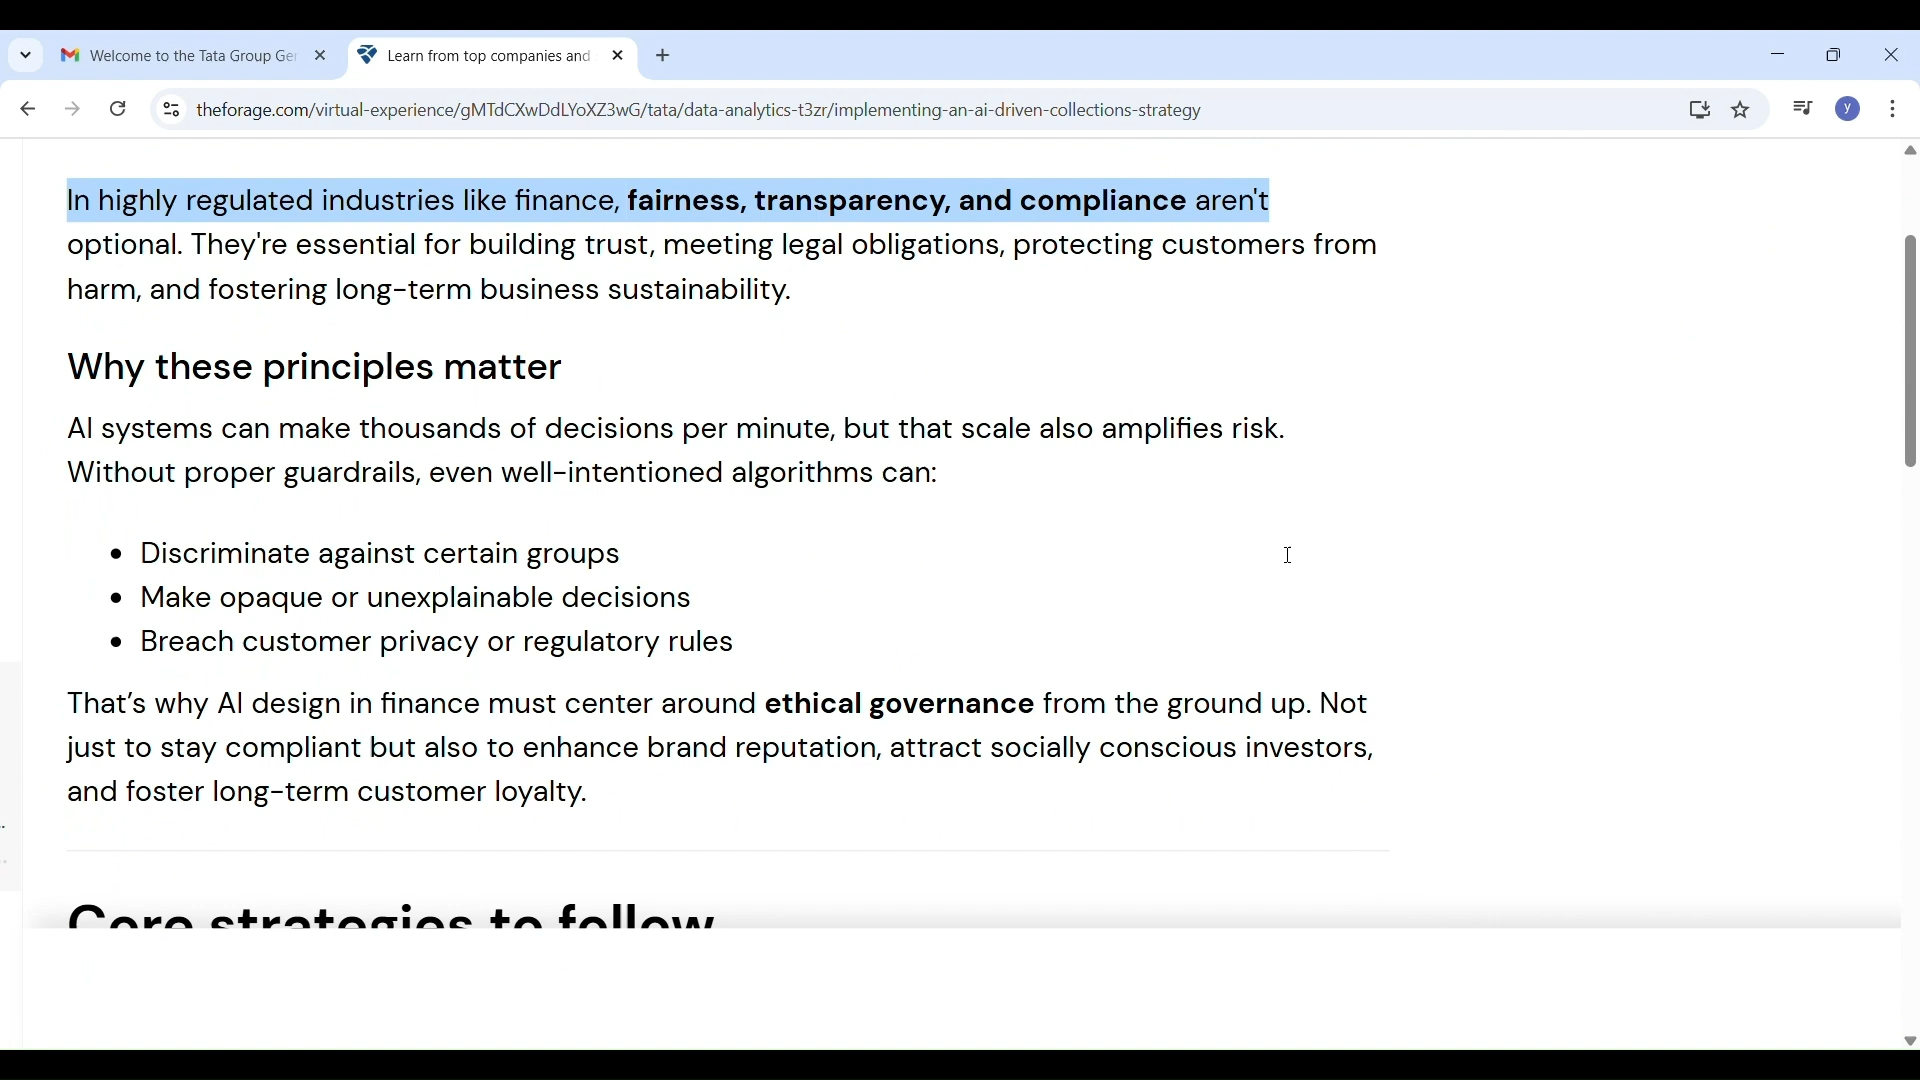 Welcome to the Tata Group Ger
Learn from top companies and
theforage.com/virtual-experience/gMTdCXwDdLYoXZ3wG/tata/data-analytics-t3zr/implementing-an-ai-driven-collections-strategy
y
In highly regulated industries like finance, fairness, transparency, and compliance aren't
optional. They're essential for building trust, meeting legal obligations, protecting customers from
harm, and fostering long-term business sustainability.
Why these principles matter
AI systems can make thousands of decisions per minute, but that scale also amplifies risk.
Without proper guardrails, even well-intentioned algorithms can:
• Discriminate against certain groups
• Make opaque or unexplainable decisions
• Breach customer privacy or regulatory rules
That’s why AI design in finance must center around ethical governance from the ground up. Not
just to stay compliant but also to enhance brand reputation, attract socially conscious investors,
and foster long-term customer loyalty.
Core strategies to follow